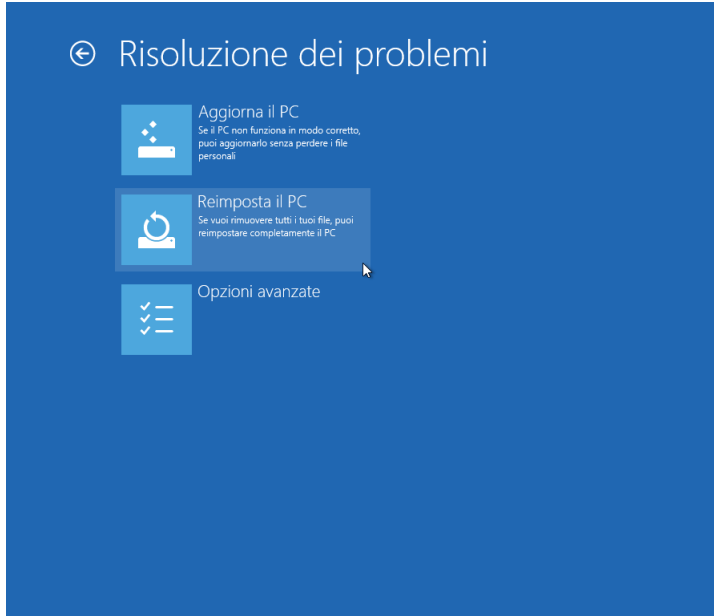 Risoluzione dei problemi
Aggiorna il PC
Se il PC non funziona in modo corretto,
puoi aggiornarlo senza perdere i file
personali
Reimposta il PC
Se vuoi rimuovere tutti i tuoi file, puoi
reimpostare completamente il PC
Opzioni avanzate